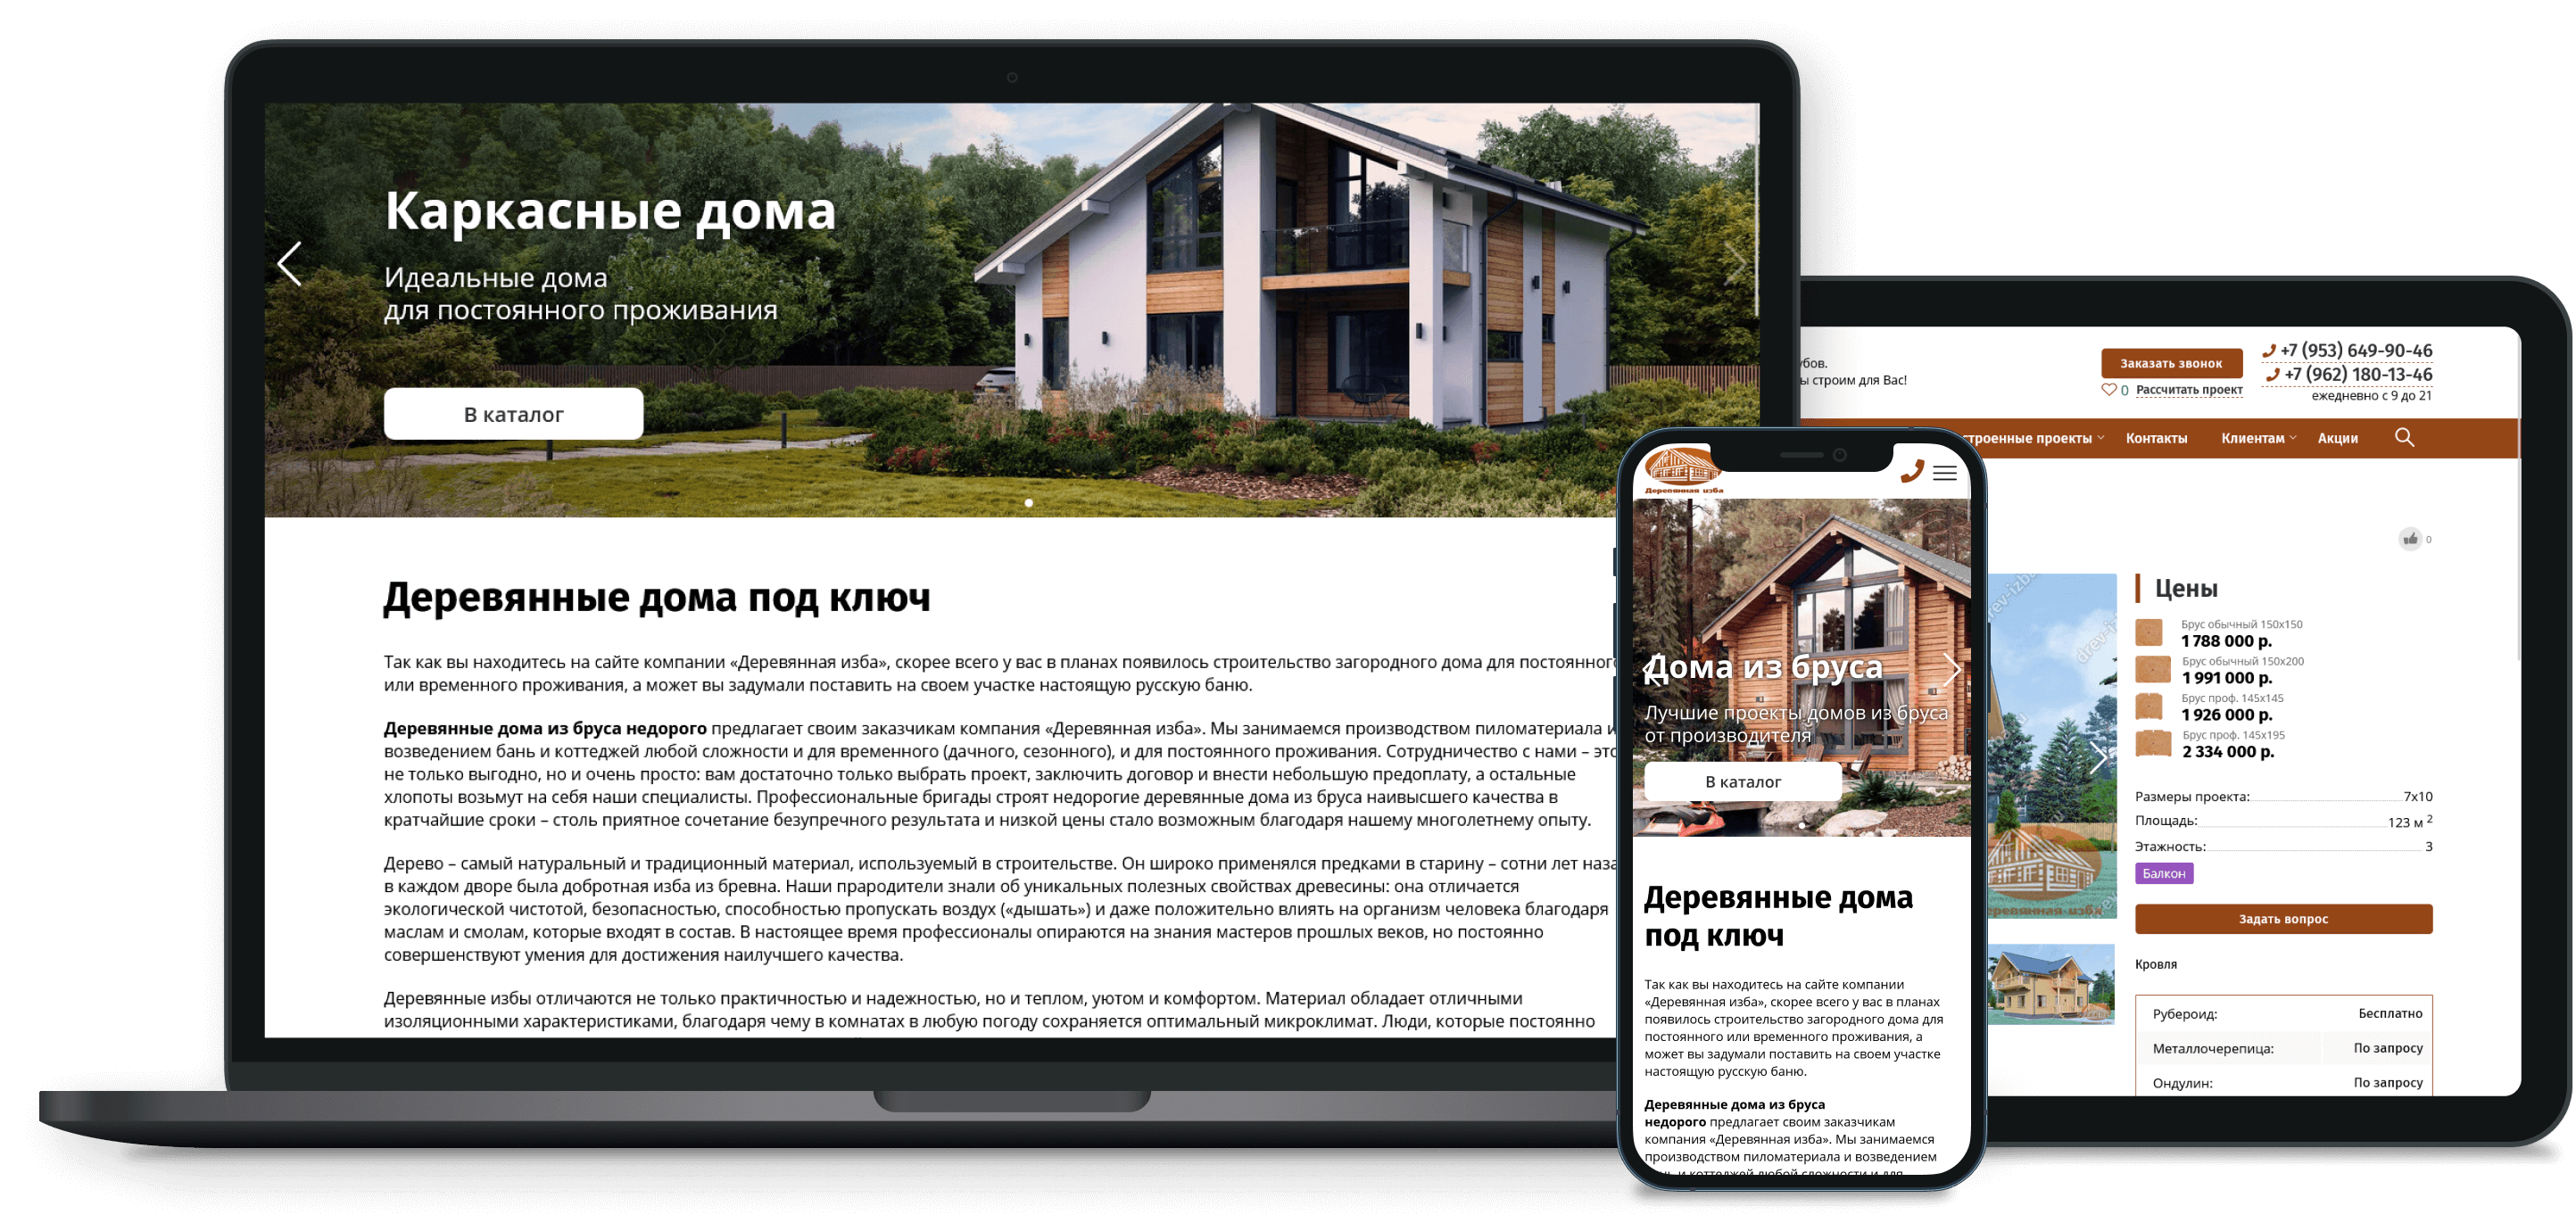 Каркасные дома
Идеальные дома
для постоянного проживания
В каталог
Деревянные дома под ключ
Так как вы находитесь на сайте компании «Деревянная изба», скорее всего у вас в планах появилось строительство загородного дома для постоянного
или временного проживания, а может вы задумали поставить на своем участке настоящую русскую баню.
Деревянные дома из бруса недорого предлагает своим заказчикам компания «Деревянная изба». Мы занимаемся производством пиломатериала и
возведением бань и коттеджей любой сложности и для временного (дачного, сезонного), и для постоянного проживания. Сотрудничество с нами – это
не только выгодно, но и очень просто: вам достаточно только выбрать проект, заключить договор и внести небольшую предоплату, а остальные
хлопоты возьмут на себя наши специалисты. Профессиональные бригады строят недорогие деревянные дома из бруса наивысшего качества в
кратчайшие сроки – столь приятное сочетание безупречного результата и низкой цены стало возможным благодаря нашему многолетнему опыту.
Дерево – самый натуральный и традиционный материал, используемый в строительстве. Он широко применялся предками в старину – сотни лет наза
в каждом дворе была добротная изба из бревна. Наши прародители знали об уникальных полезных свойствах древесины: она отличается
экологической чистотой, безопасностью, способностью пропускать воздух («дышать») и даже положительно влиять на организм человека благодаря
маслам и смолам, которые входят в состав. В настоящее время профессионалы опираются на знания мастеров прошлых веков, но постоянно
совершенствуют умения для достижения наилучшего качества.
Деревянные избы отличаются не только практичностью и надежностью, но и теплом, уютом и комфортом. Материал обладает отличными
изоляционными характеристиками, благодаря чему в комнатах в любую погоду сохраняется оптимальный микроклимат. Люди, которые постоянно
Деревянная изба
Дома из бруса
Лучшие проекты домов из бруса
от производителя
В каталог
Деревянные дома
под ключ
Так как вы находитесь на сайте компании
«Деревянная изба», скорее всего у вас в планах
появилось строительство загородного дома для
постоянного или временного проживания, а
может вы задумали поставить на своем участке
настоящую русскую баню.
Деревянные дома из бруса
недорого предлагает своим заказчикам
компания «Деревянная изба». Мы занимаемся
производством пиломатериала и возведением
и коттеджей любой сложности и для
убов.
ы строим для Вас!
Заказать звонок
0 Рассчитать проект
+7 (953) 649-90-46
+7 (962) 180-13-46
ежедневно с 9 до 21
строенные проекты Контакты Клиентам Акции
0
Цены
Брус обычный 150x150
1 788 000 р.
Брус обычный 150x200
1 991 000 р.
Брус проф. 145x145
1 926 000 р.
Брус проф. 145x195
2 334 000 р.
Размеры проекта: 7x10
Площадь: 123 м 2
Этажность: 3
Балкон
Задать вопрос
Кровля
Рубероид: Бесплатно
Металлочерепица: По запросу
Ондулин: По запросу